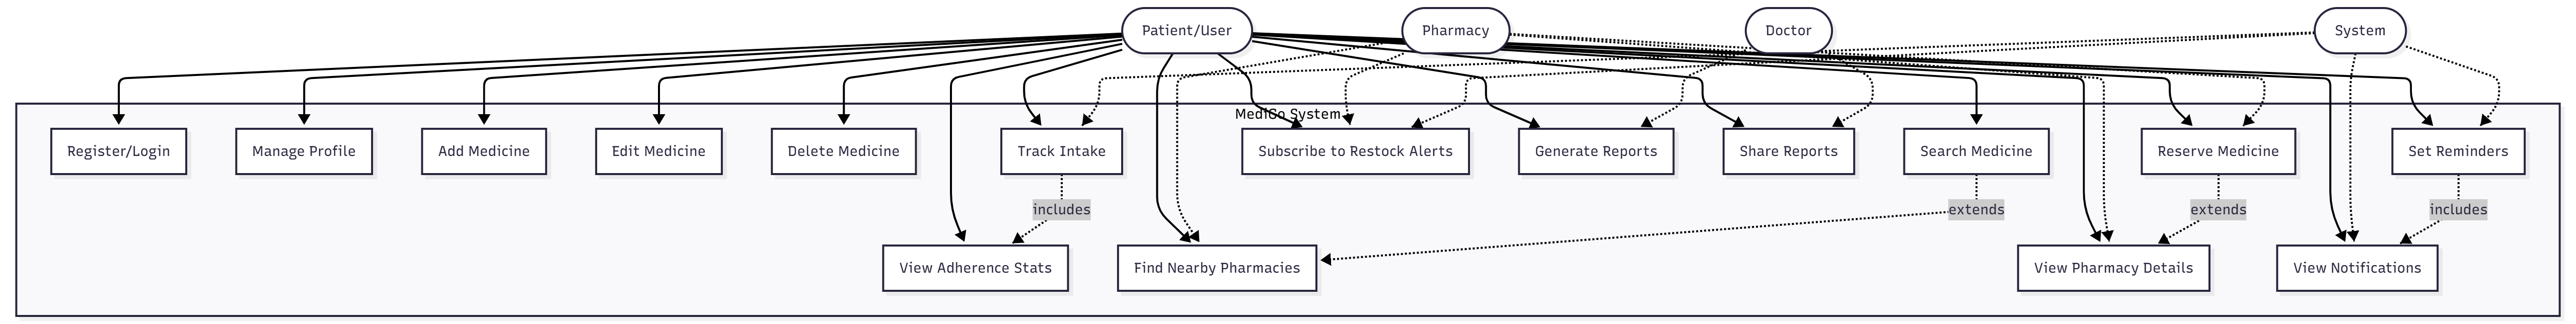 Patient/User
Pharmacy
Doctor
System
MediGo System
Register/Login
Manage Profile
Add Medicine
Edit Medicine
Delete Medicine
Track Intake
Subscribe to Restock Alerts
Generate Reports
Share Reports
Search Medicine
Reserve Medicine
Set Reminders
includes
extends
extends
includes
View Adherence Stats
Find Nearby Pharmacies
View Pharmacy Details
View Notifications